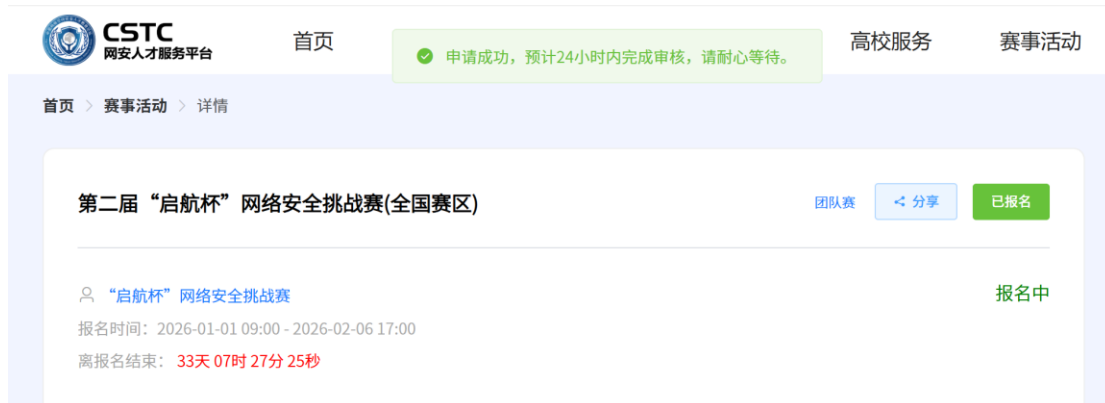 CSTC
网安人才服务平台
首页
申请成功，预计24小时内完成审核，请耐心等待。
高校服务
赛事活动
首页 > 赛事活动 > 详情
第二届“启航杯”网络安全挑战赛(全国赛区)
团队赛
分享
已报名
“启航杯”网络安全挑战赛
报名中
报名时间：2026-01-01 09:00 - 2026-02-06 17:00
离报名结束： 33天 07时 27分 25秒